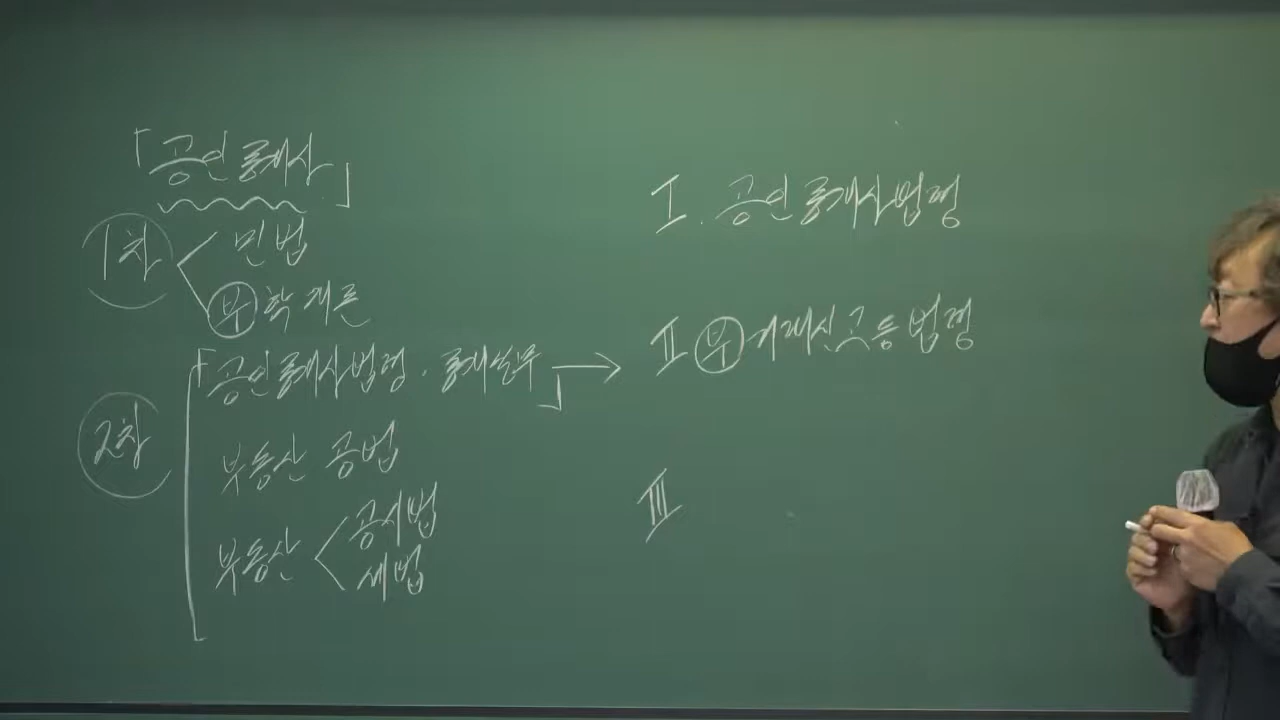 「공인중개사」
1차
민법
부학개론
2차
「공인중개사법령 · 중개실무」 →
부동산 공법
부동산
공시법
세법
I. 공인중개사법령
II 부 거래신고등법령
III